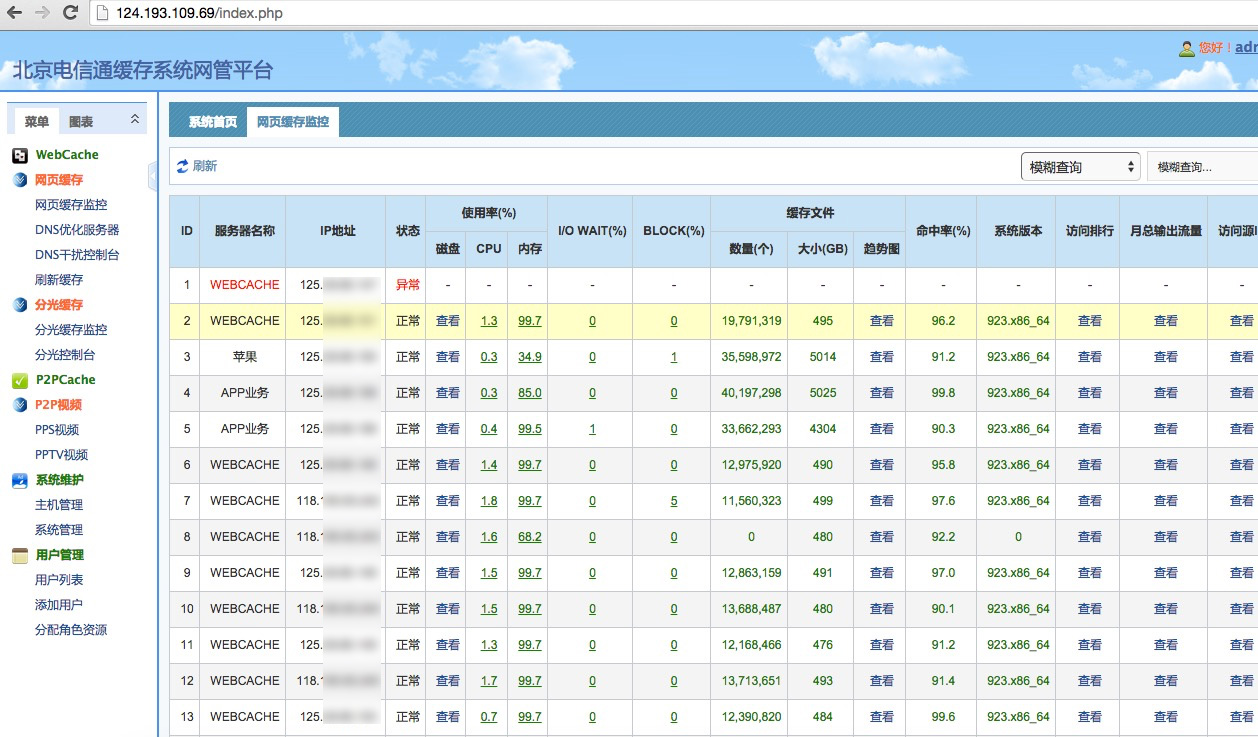 124.193.109.69/index.php
北京电信通缓存系统网管平台
您好！adm
菜单 图表
WebCache
网页缓存
网页缓存监控
DNS优化服务器
DNS干扰控制台
刷新缓存
分光缓存
分光缓存监控
分光控制台
P2PCache
P2P视频
PPS视频
PPTV视频
系统维护
主机管理
系统管理
用户管理
用户列表
添加用户
分配角色资源
系统首页 网页缓存监控
刷新 模糊查询 模糊查询...
ID 服务器名称 IP地址 状态 使用率(%) I/O WAIT(%) BLOCK(%) 缓存文件 命中率(%) 系统版本 访问排行 月总输出流量 访问源I
磁盘 CPU 内存 数量(个) 大小(GB) 趋势图
1 WEBCACHE 125. 异常 - - - - - - - - - - - - -
2 WEBCACHE 125. 正常 查看 1.3 99.7 0 0 19,791,319 495 查看 96.2 923.x86_64 查看 查看 查看
3 苹果 125. 正常 查看 0.3 34.9 0 1 35,598,972 5014 查看 91.2 923.x86_64 查看 查看 查看
4 APP业务 125. 正常 查看 0.3 85.0 0 0 40,197,298 5025 查看 99.8 923.x86_64 查看 查看 查看
5 APP业务 125. 正常 查看 0.4 99.5 1 0 33,662,293 4304 查看 90.3 923.x86_64 查看 查看 查看
6 WEBCACHE 125. 正常 查看 1.4 99.7 0 0 12,975,920 490 查看 95.8 923.x86_64 查看 查看 查看
7 WEBCACHE 118.1 正常 查看 1.8 99.7 0 5 11,560,323 499 查看 97.6 923.x86_64 查看 查看 查看
8 WEBCACHE 118.1 正常 查看 1.6 68.2 0 0 0 480 查看 92.2 0 查看 查看 查看
9 WEBCACHE 125. 正常 查看 1.5 99.7 0 0 12,863,159 491 查看 97.0 923.x86_64 查看 查看 查看
10 WEBCACHE 118.1 正常 查看 1.5 99.7 0 0 13,688,487 480 查看 90.1 923.x86_64 查看 查看 查看
11 WEBCACHE 125. 正常 查看 1.3 99.7 0 0 12,168,466 476 查看 91.2 923.x86_64 查看 查看 查看
12 WEBCACHE 118.1 正常 查看 1.7 99.7 0 0 13,713,651 493 查看 91.4 923.x86_64 查看 查看 查看
13 WEBCACHE 125. 正常 查看 0.7 99.7 0 0 12,390,820 484 查看 99.6 923.x86_64 查看 查看 查看